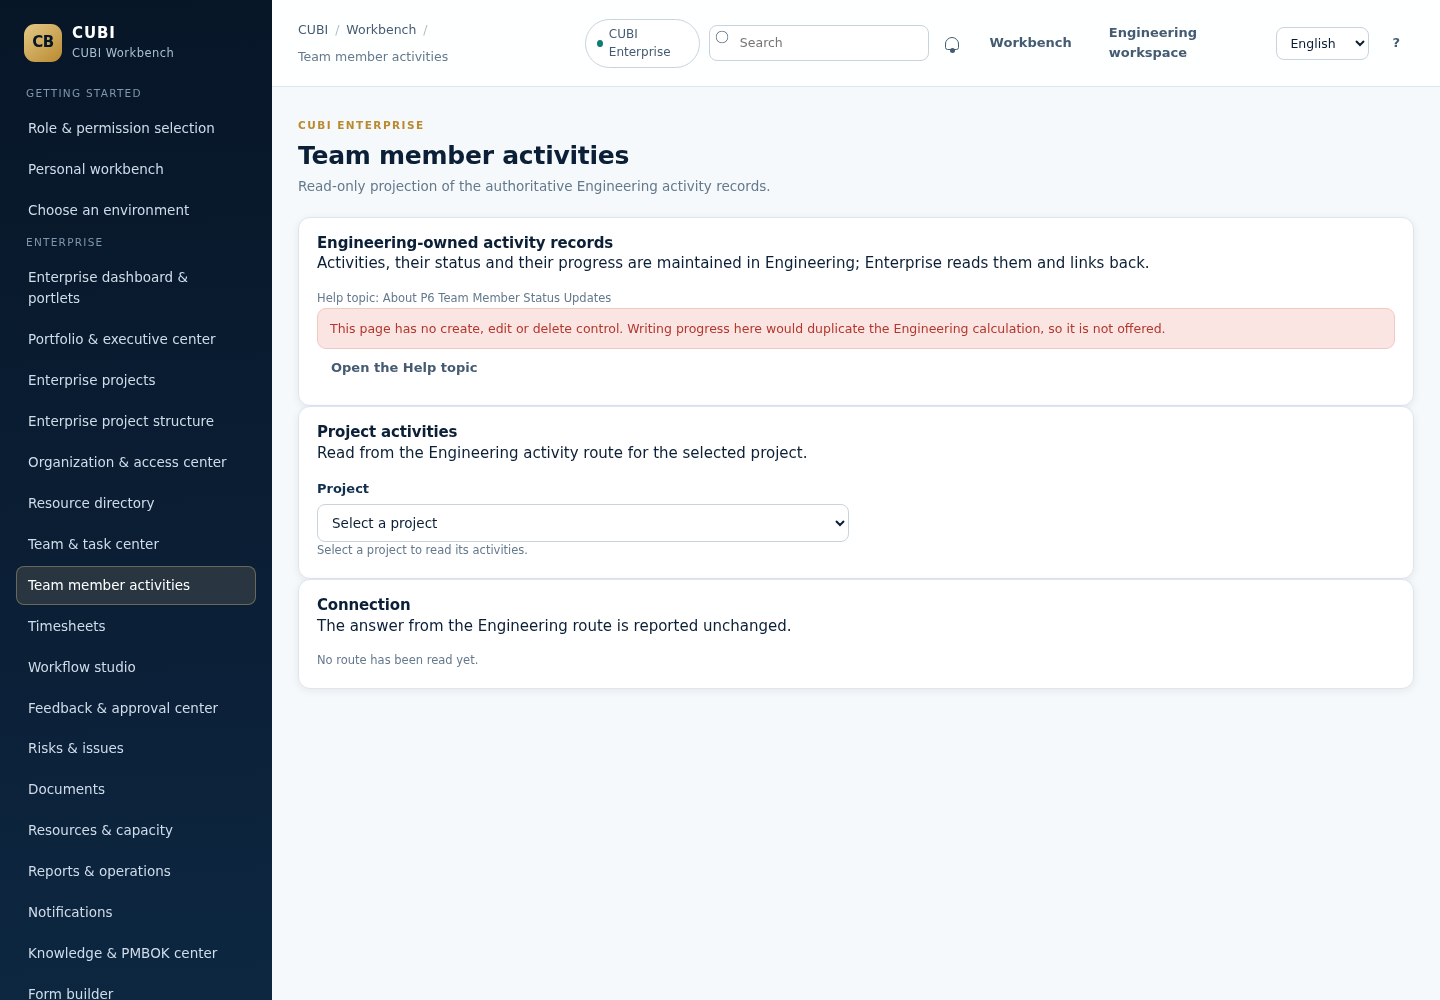 CB
CUBI
CUBI Workbench
GETTING STARTED
Role & permission selection
Personal workbench
Choose an environment
ENTERPRISE
Enterprise dashboard &
portlets
Portfolio & executive center
Enterprise projects
Enterprise project structure
Organization & access center
Resource directory
Team & task center
Team member activities
Timesheets
Workflow studio
Feedback & approval center
Risks & issues
Documents
Resources & capacity
Reports & operations
Notifications
Knowledge & PMBOK center
Form builder
CUBI / Workbench /
Team member activities
CUBI
Enterprise
Search
Workbench
Engineering
workspace
English
?
CUBI ENTERPRISE
Team member activities
Read-only projection of the authoritative Engineering activity records.
Engineering-owned activity records
Activities, their status and their progress are maintained in Engineering; Enterprise reads them and links back.
Help topic: About P6 Team Member Status Updates
This page has no create, edit or delete control. Writing progress here would duplicate the Engineering calculation, so it is not offered.
Open the Help topic
Project activities
Read from the Engineering activity route for the selected project.
Project
Select a project
Select a project to read its activities.
Connection
The answer from the Engineering route is reported unchanged.
No route has been read yet.